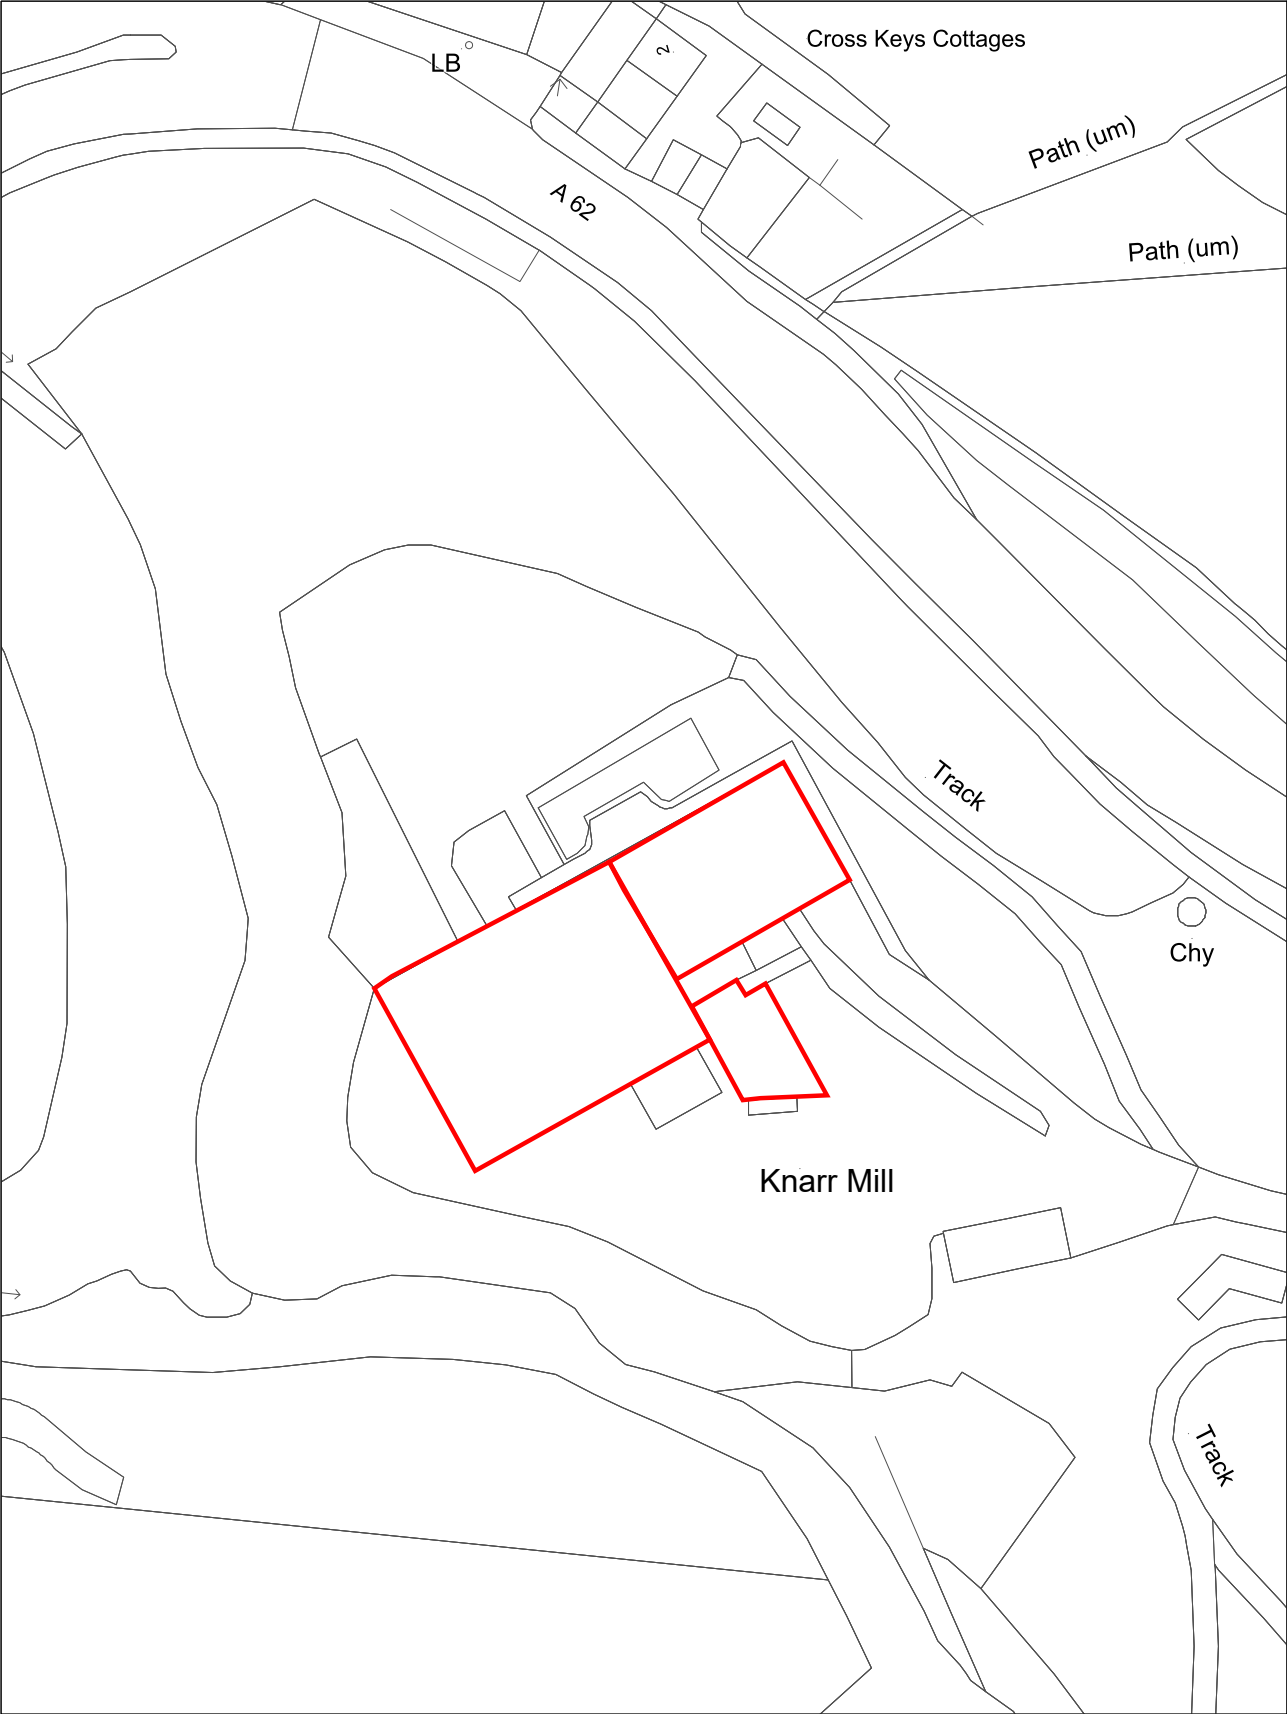 Cross Keys Cottages
2
LB
Path (um)
A 62
Path (um)
Track
Chy
Knarr Mill
Track